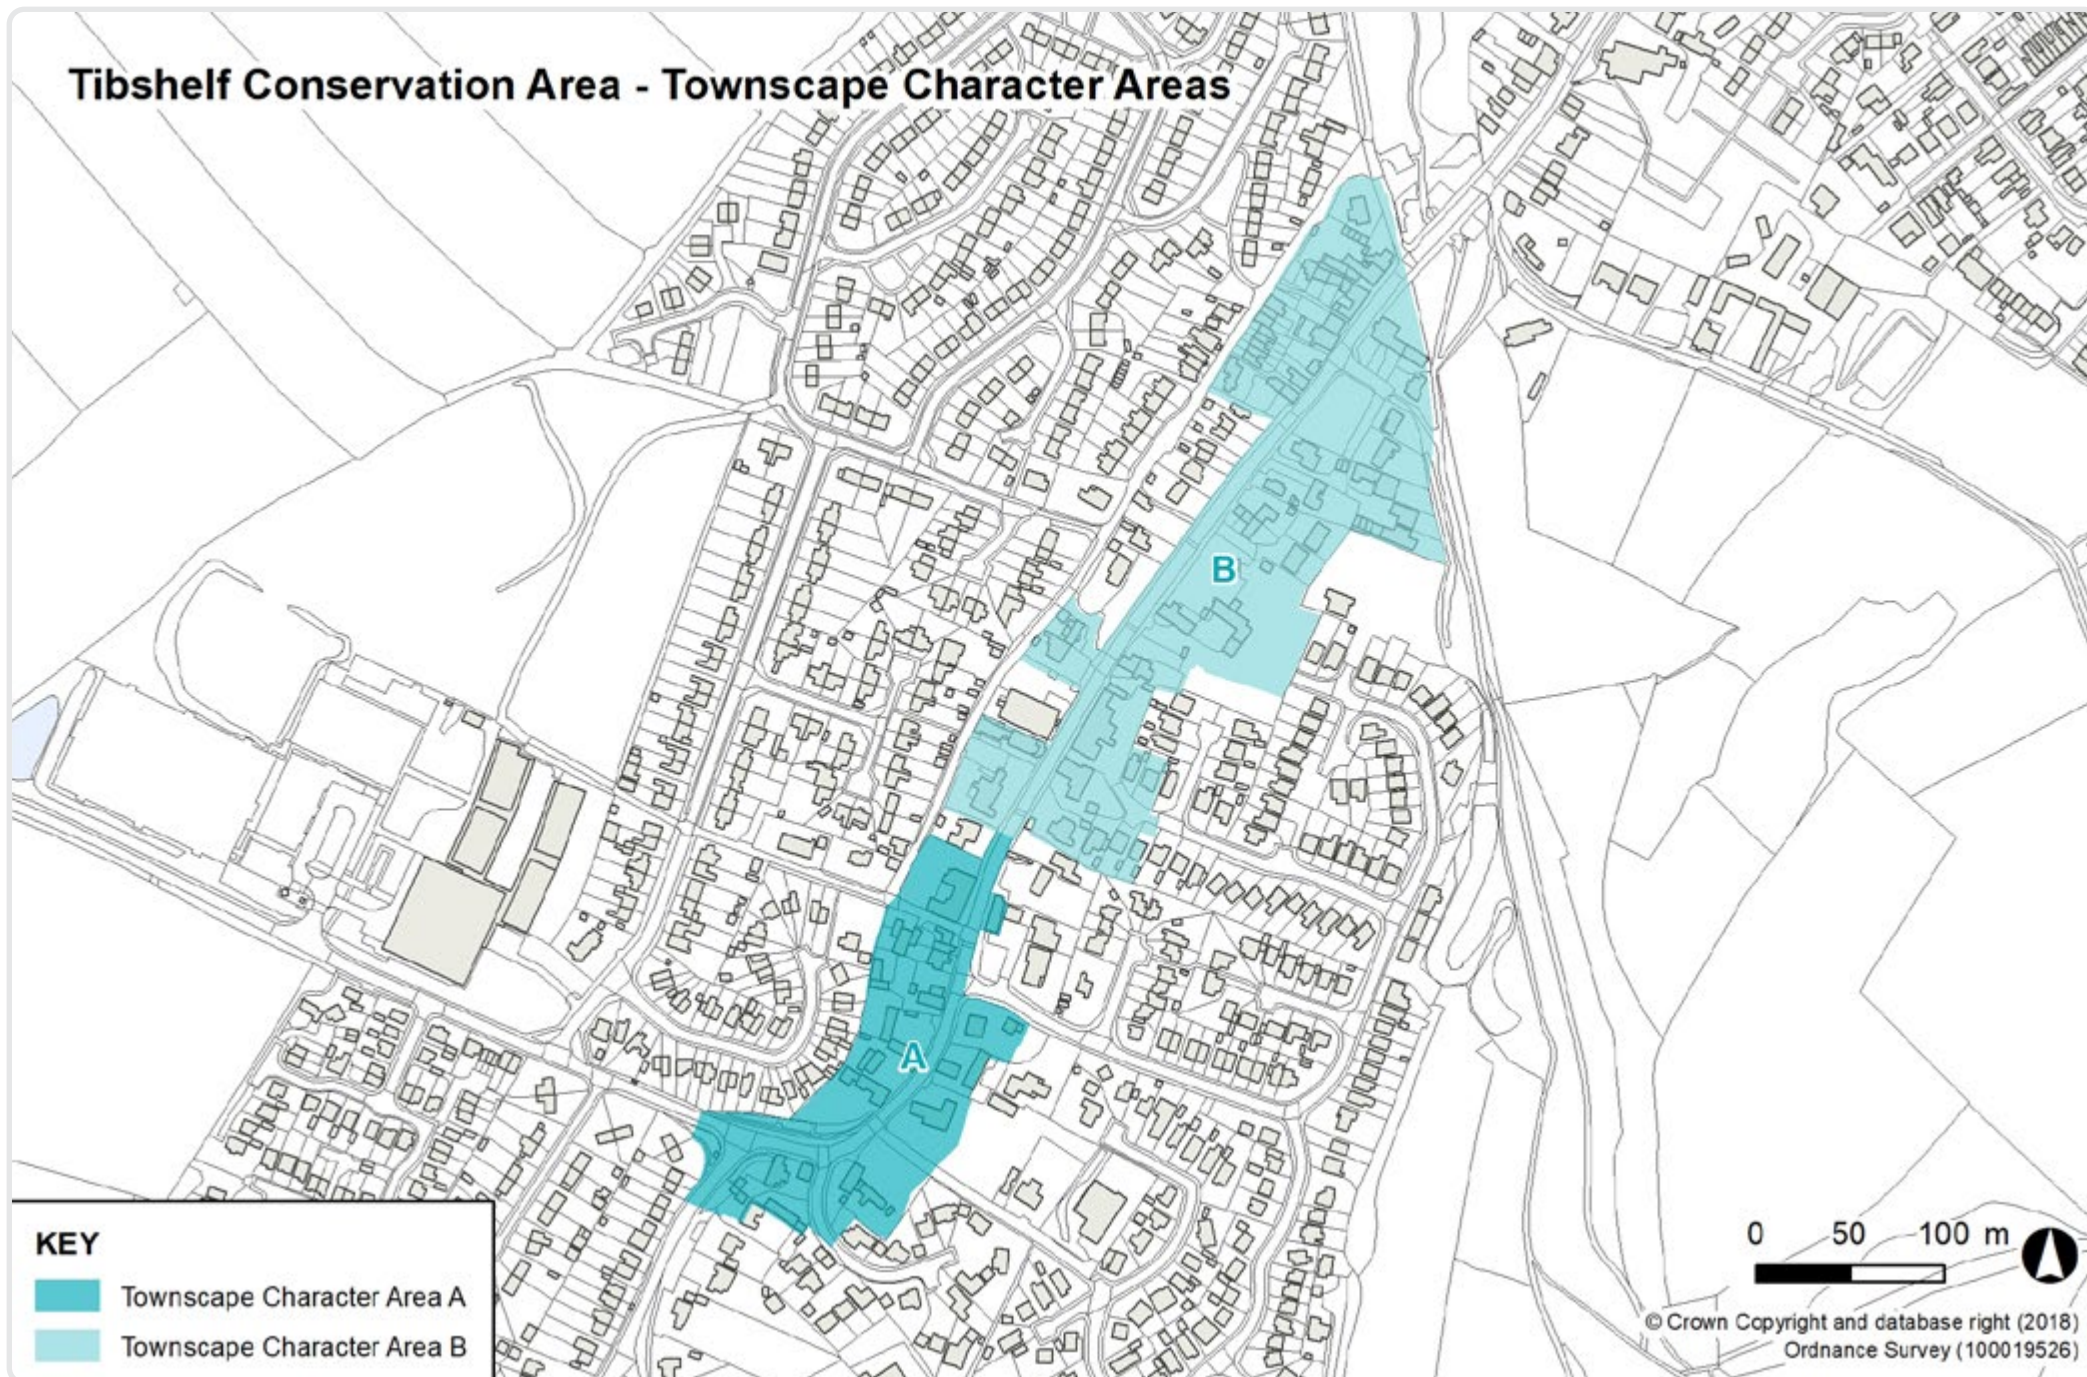 Tibshelf Conservation Area - Townscape Character Areas
B
A
KEY
Townscape Character Area A
Townscape Character Area B
0 50 100 m
© Crown Copyright and database right (2018)
Ordnance Survey (100019526)